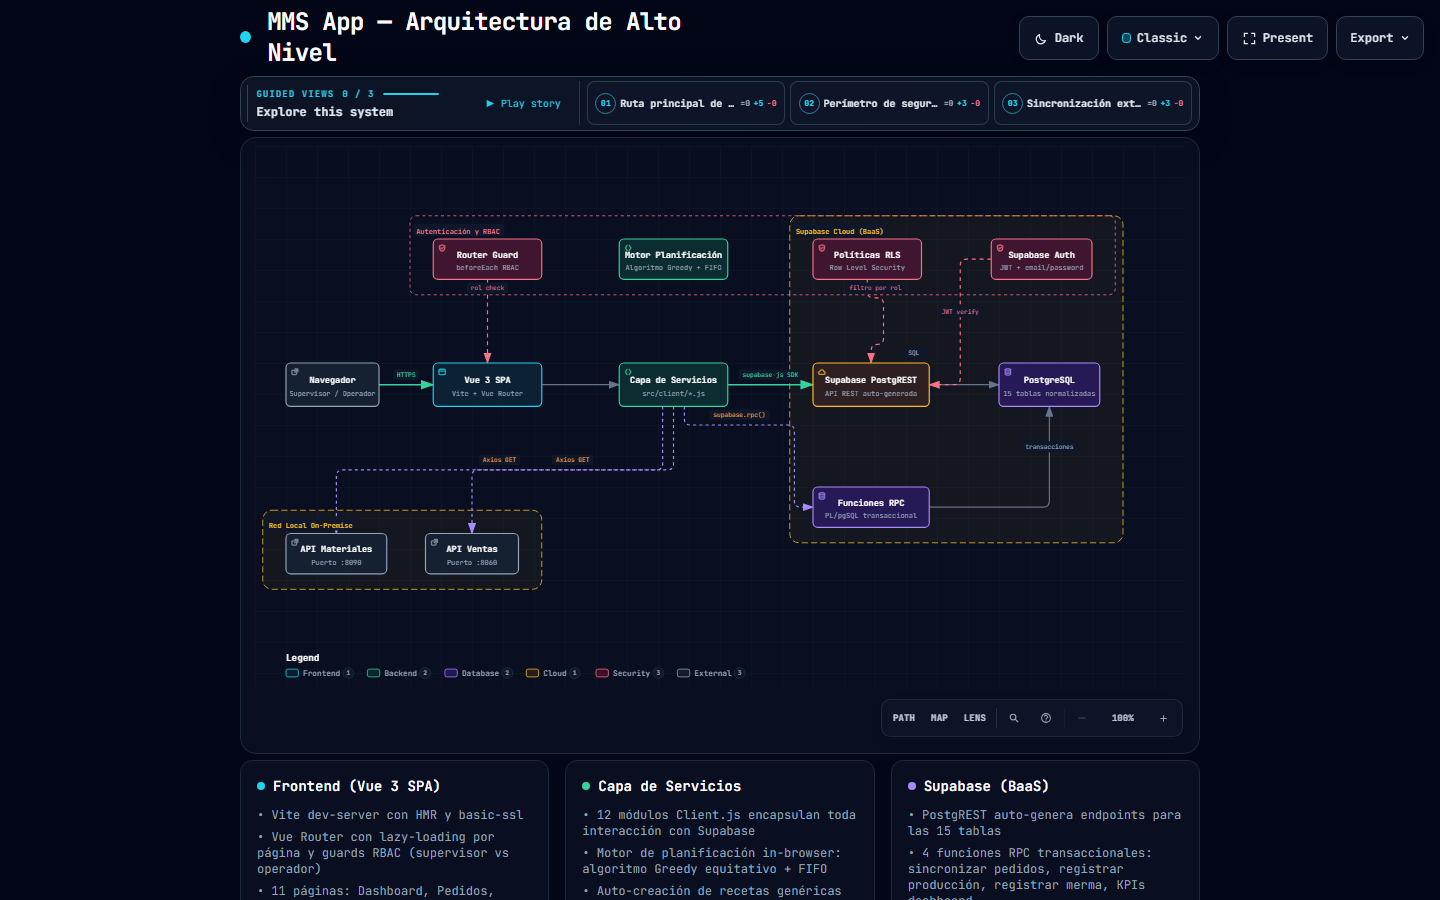 MMS App — Arquitectura de Alto
Nivel
Dark
Classic
Present
Export
GUIDED VIEWS 0 / 3
Explore this system
Play story
01 Ruta principal de … =0 +5 -0
02 Perímetro de segur… =0 +3 -0
03 Sincronización ext… =0 +3 -0
Autenticación y RBAC
Supabase Cloud (BaaS)
Router Guard
beforeEach RBAC
Motor Planificación
Algoritmo Greedy + FIFO
Políticas RLS
Row Level Security
Supabase Auth
JWT + email/password
rol check
filtro por rol
JWT verify
SQL
Navegador
Supervisor / Operador
HTTPS
Vue 3 SPA
Vite + Vue Router
Capa de Servicios
src/client/*.js
supabase-js SDK
Supabase PostgREST
API REST auto-generada
PostgreSQL
15 tablas normalizadas
supabase.rpc()
transacciones
Axios GET
Axios GET
Funciones RPC
PL/pgSQL transaccional
Red Local On-Premise
API Materiales
Puerto :8090
API Ventas
Puerto :8060
Legend
Frontend 1
Backend 2
Database 2
Cloud 1
Security 3
External 3
PATH
MAP
LENS
100%
Frontend (Vue 3 SPA)
• Vite dev-server con HMR y basic-ssl
• Vue Router con lazy-loading por
página y guards RBAC (supervisor vs
operador)
• 11 páginas: Dashboard, Pedidos,
Capa de Servicios
• 12 módulos Client.js encapsulan toda
interacción con Supabase
• Motor de planificación in-browser:
algoritmo Greedy equitativo + FIFO
• Auto-creación de recetas genéricas
Supabase (BaaS)
• PostgREST auto-genera endpoints para
las 15 tablas
• 4 funciones RPC transaccionales:
sincronizar pedidos, registrar
producción, registrar merma, KPIs
dashboard